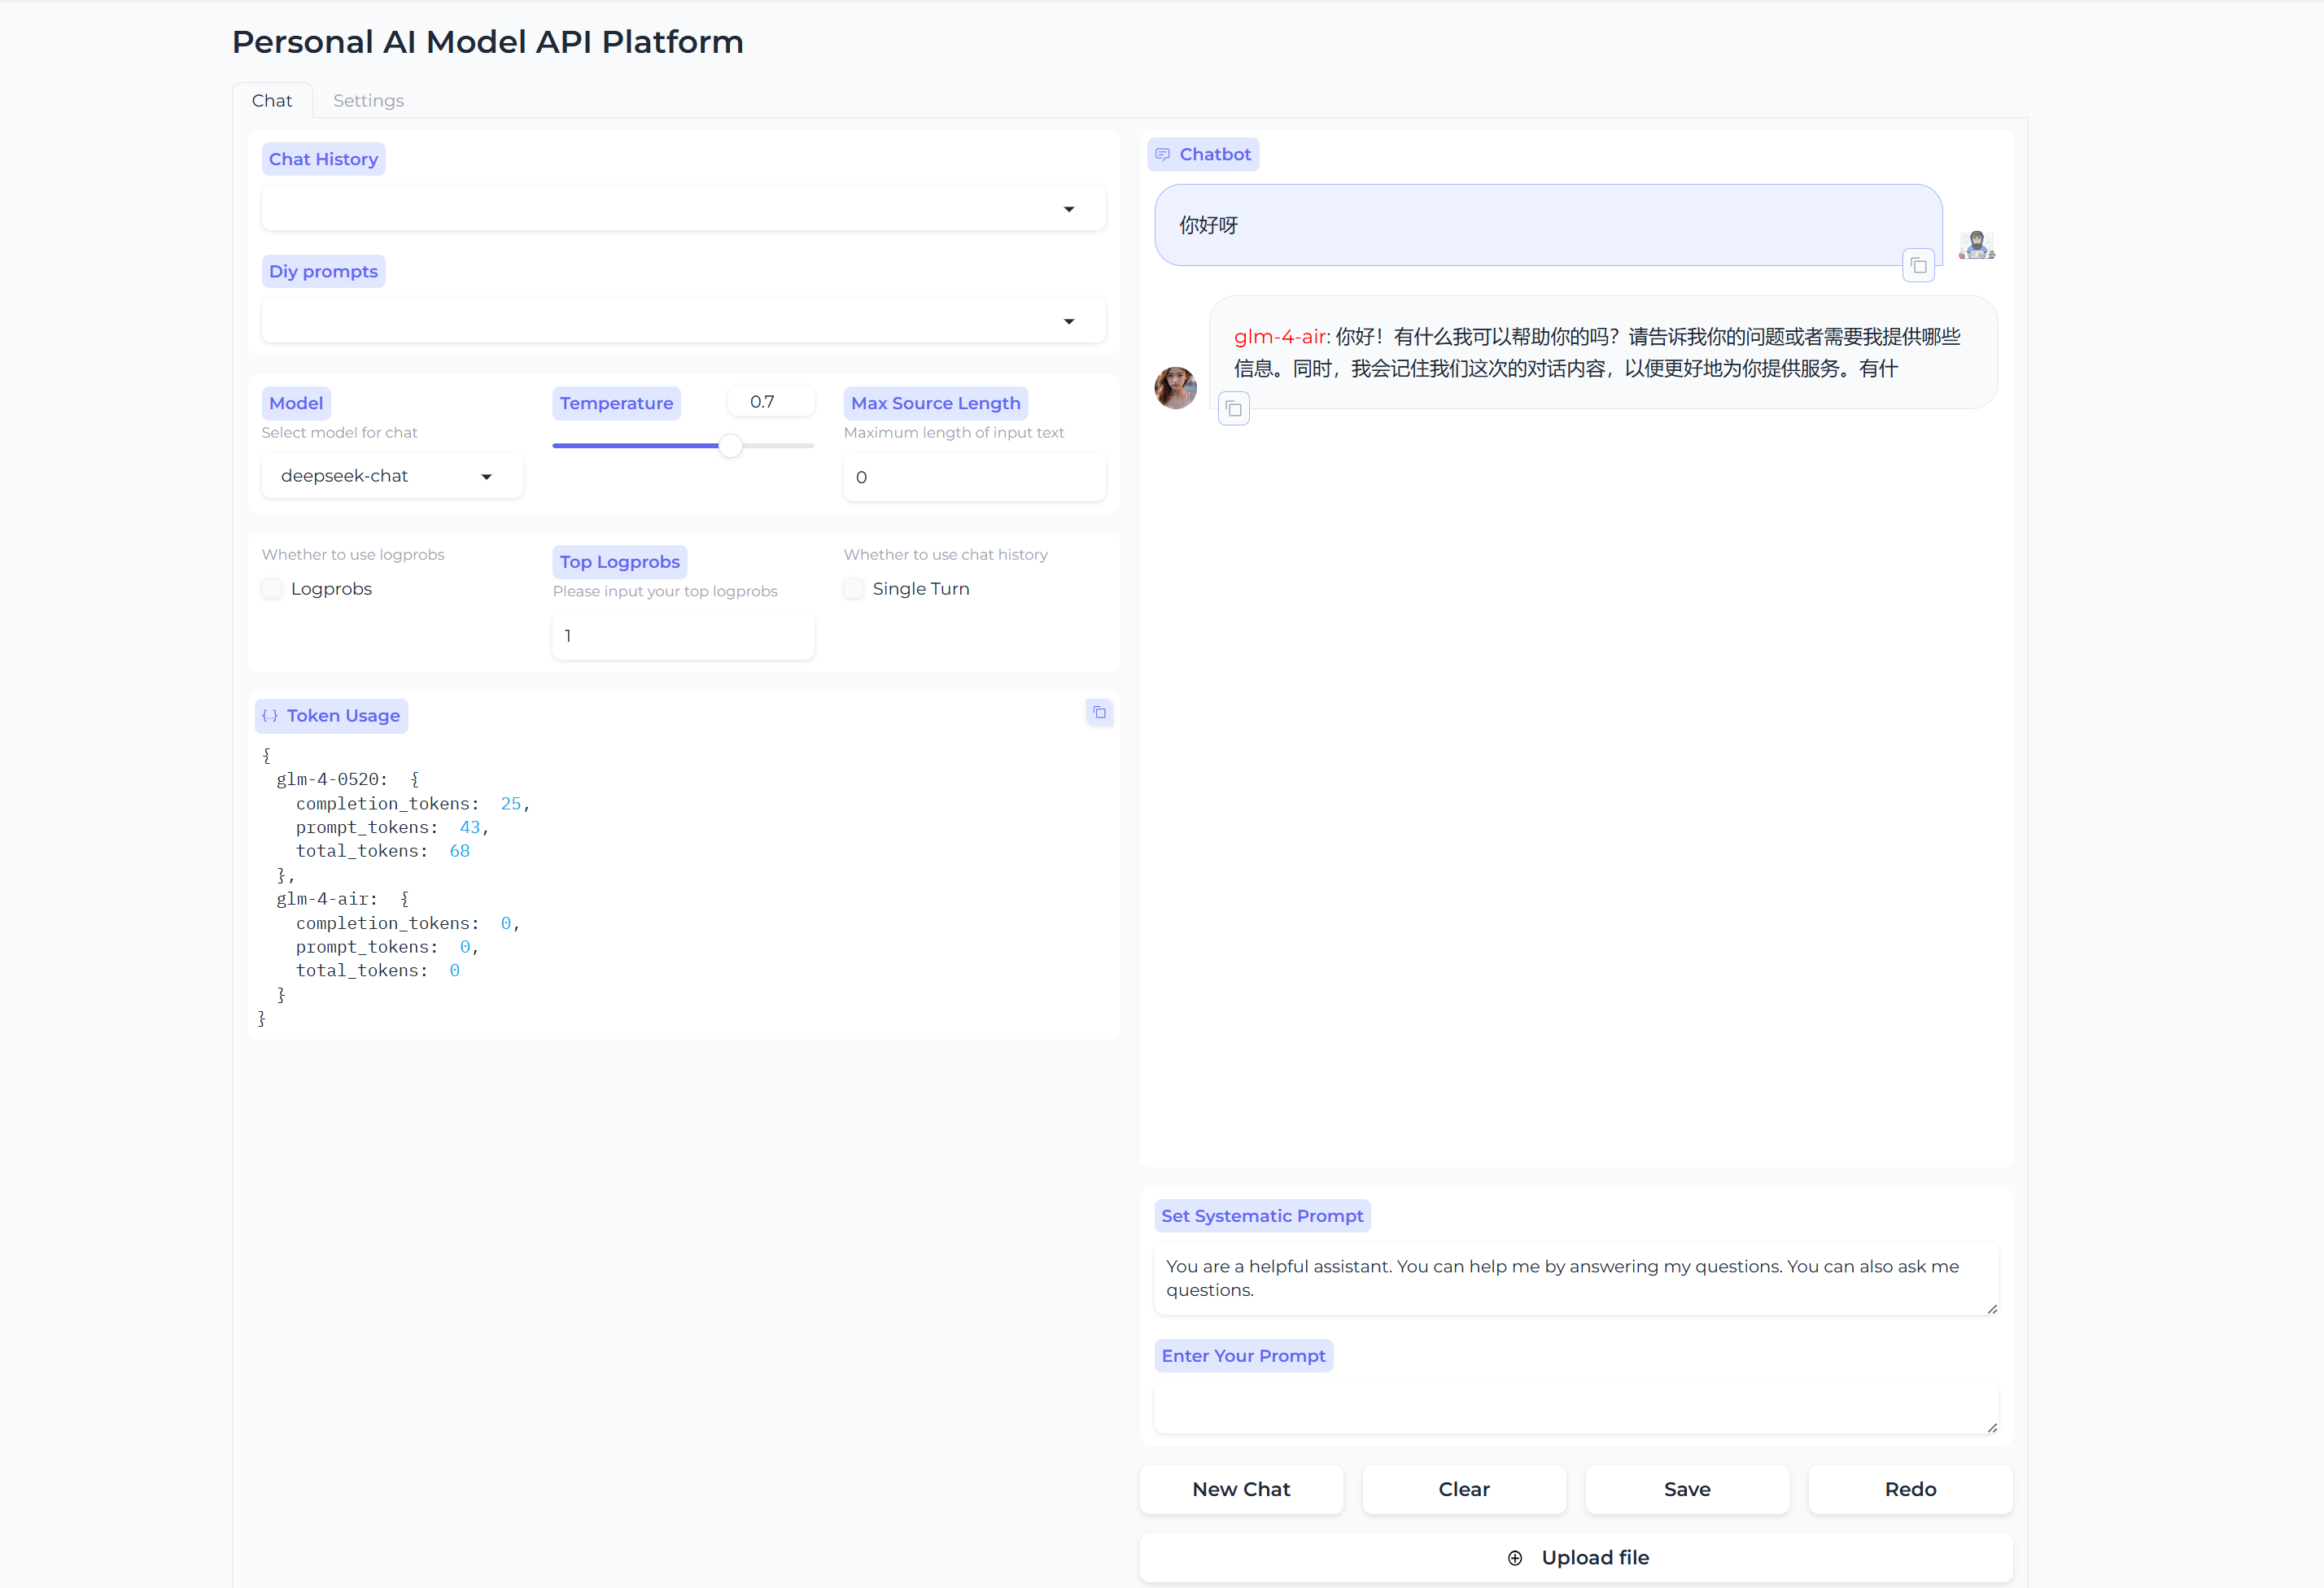 Personal AI Model API Platform
Chat
Settings
Chat History
Diy prompts
Model
Select model for chat
deepseek-chat
Temperature
0.7
Max Source Length
Maximum length of input text
0
Whether to use logprobs
Logprobs
Top Logprobs
Please input your top logprobs
1
Whether to use chat history
Single Turn
Token Usage
{
glm-4-0520: {
completion_tokens: 25,
prompt_tokens: 43,
total_tokens: 68
},
glm-4-air: {
completion_tokens: 0,
prompt_tokens: 0,
total_tokens: 0
}
}
Chatbot
你好呀
glm-4-air: 你好！有什么我可以帮助你的吗？请告诉我你的问题或者需要我提供哪些
信息。同时，我会记住我们这次的对话内容，以便更好地为你提供服务。有什
Set Systematic Prompt
You are a helpful assistant. You can help me by answering my questions. You can also ask me
questions.
Enter Your Prompt
New Chat
Clear
Save
Redo
Upload file